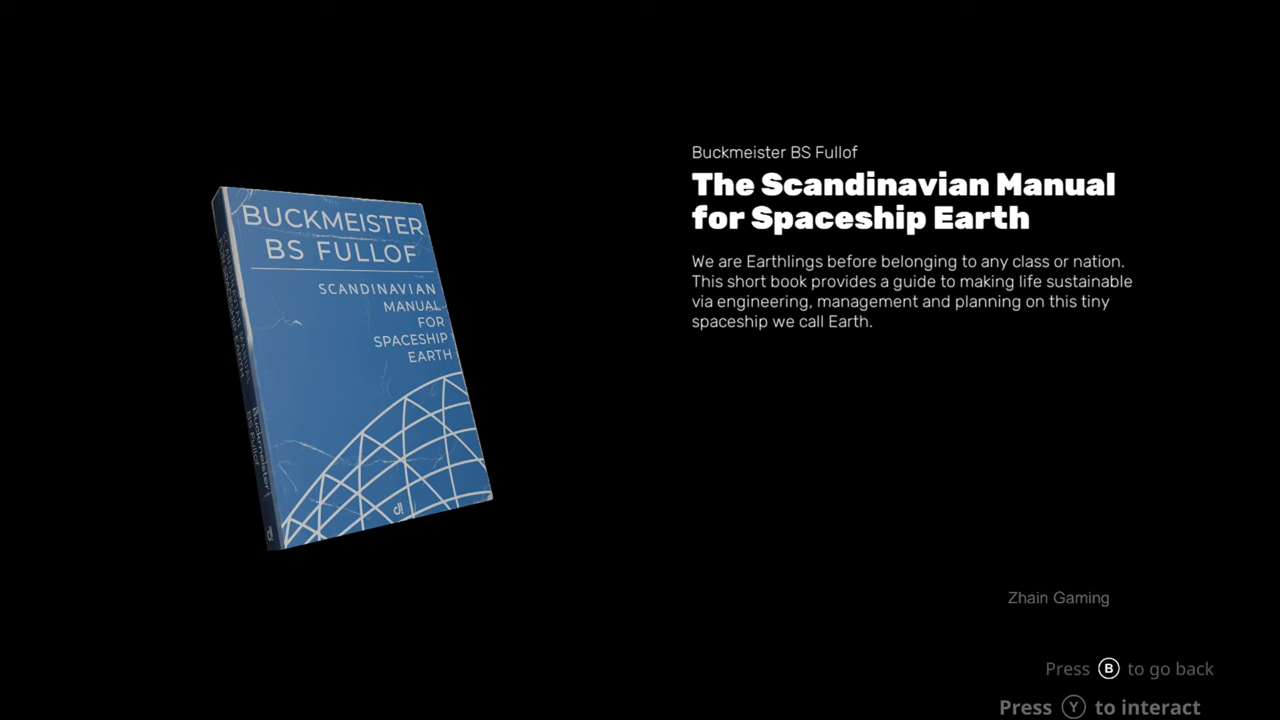 BUCKMEISTER
BS FULLOF
SCANDINAVIAN
MANUAL
FOR
SPACESHIP
EARTH
Buckmeister
BS Fullof
d!
d!
Buckmeister BS Fullof
The Scandinavian Manual
for Spaceship Earth
We are Earthlings before belonging to any class or nation.
This short book provides a guide to making life sustainable
via engineering, management and planning on this tiny
spaceship we call Earth.
Zhain Gaming
Press B to go back
Press Y to interact